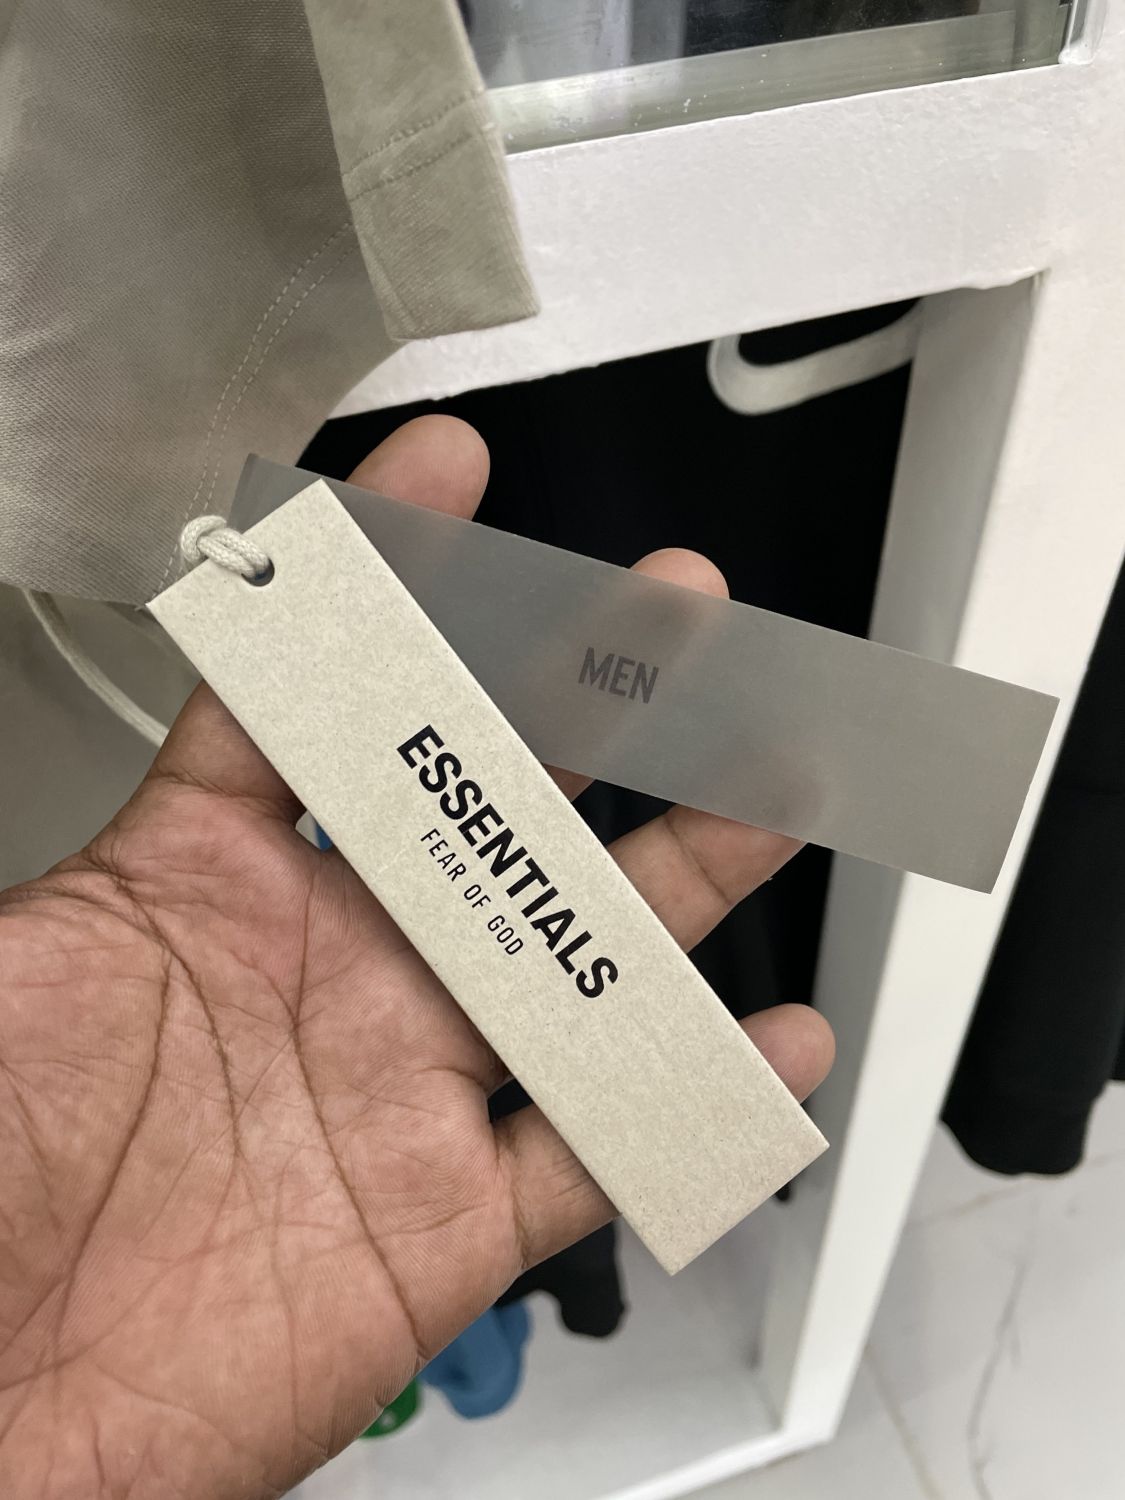 MEN
ESSENTIALS
FEAR OF GOD